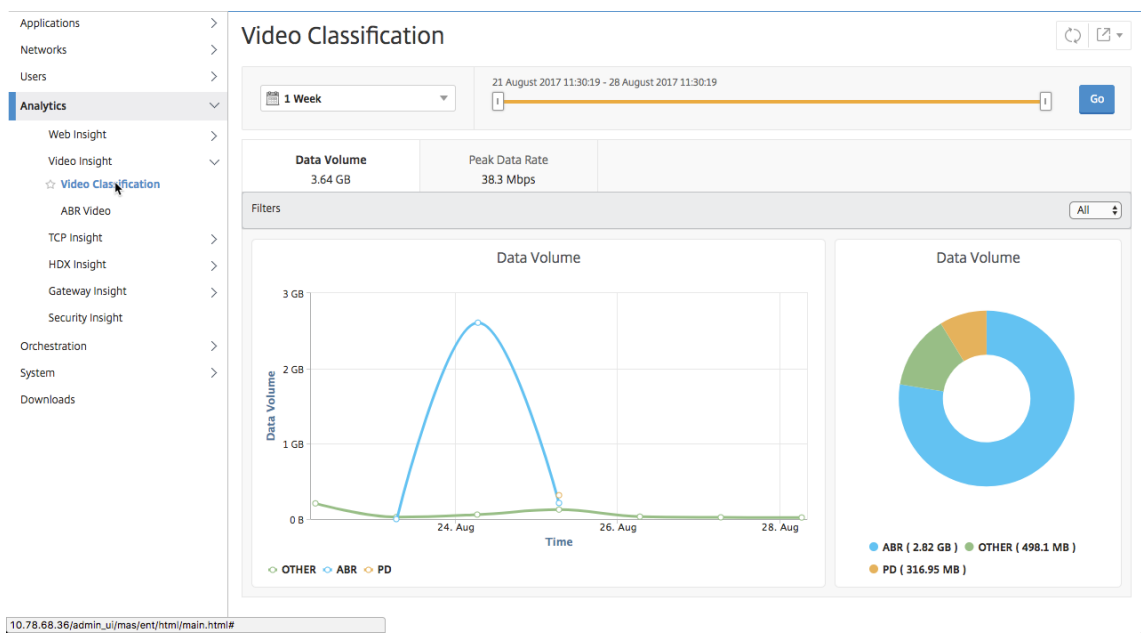 Applications
Networks
Users
Analytics
Web Insight
Video Insight
Video Classification
ABR Video
TCP Insight
HDX Insight
Gateway Insight
Security Insight
Orchestration
System
Downloads
Video Classification
1 Week
21 August 2017 11:30:19 - 28 August 2017 11:30:19
Go
Data Volume
3.64 GB
Peak Data Rate
38.3 Mbps
Filters
All
Data Volume
3 GB
2 GB
1 GB
0 B
Data Volume
24. Aug
26. Aug
28. Aug
Time
OTHER ABR PD
Data Volume
ABR ( 2.82 GB ) OTHER ( 498.1 MB )
PD ( 316.95 MB )
10.78.68.36/admin_ui/mas/ent/html/main.html#